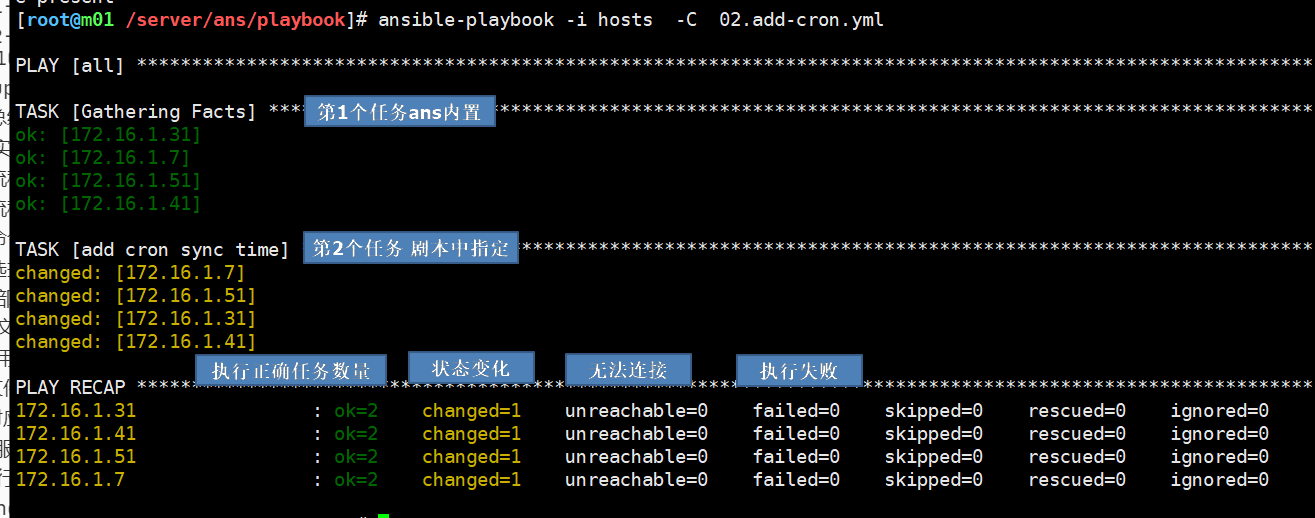 e present
[root@m01 /server/ans/playbook]# ansible-playbook -i hosts  -C  02.add-cron.yml
PLAY [all] ****************************************************************************************************
TASK [Gathering Facts] **** 第1个任务ans内置 **************************************************************************
ok: [172.16.1.31]
ok: [172.16.1.7]
ok: [172.16.1.51]
ok: [172.16.1.41]
TASK [add cron sync time] 第2个任务 剧本中指定 ************************************************************************
changed: [172.16.1.7]
changed: [172.16.1.51]
changed: [172.16.1.31]
changed: [172.16.1.41]
执行正确任务数量 状态变化 无法连接 执行失败
PLAY RECAP ****************************************************************************************************
172.16.1.31 : ok=2 changed=1 unreachable=0 failed=0 skipped=0 rescued=0 ignored=0
172.16.1.41 : ok=2 changed=1 unreachable=0 failed=0 skipped=0 rescued=0 ignored=0
172.16.1.51 : ok=2 changed=1 unreachable=0 failed=0 skipped=0 rescued=0 ignored=0
172.16.1.7 : ok=2 changed=1 unreachable=0 failed=0 skipped=0 rescued=0 ignored=0